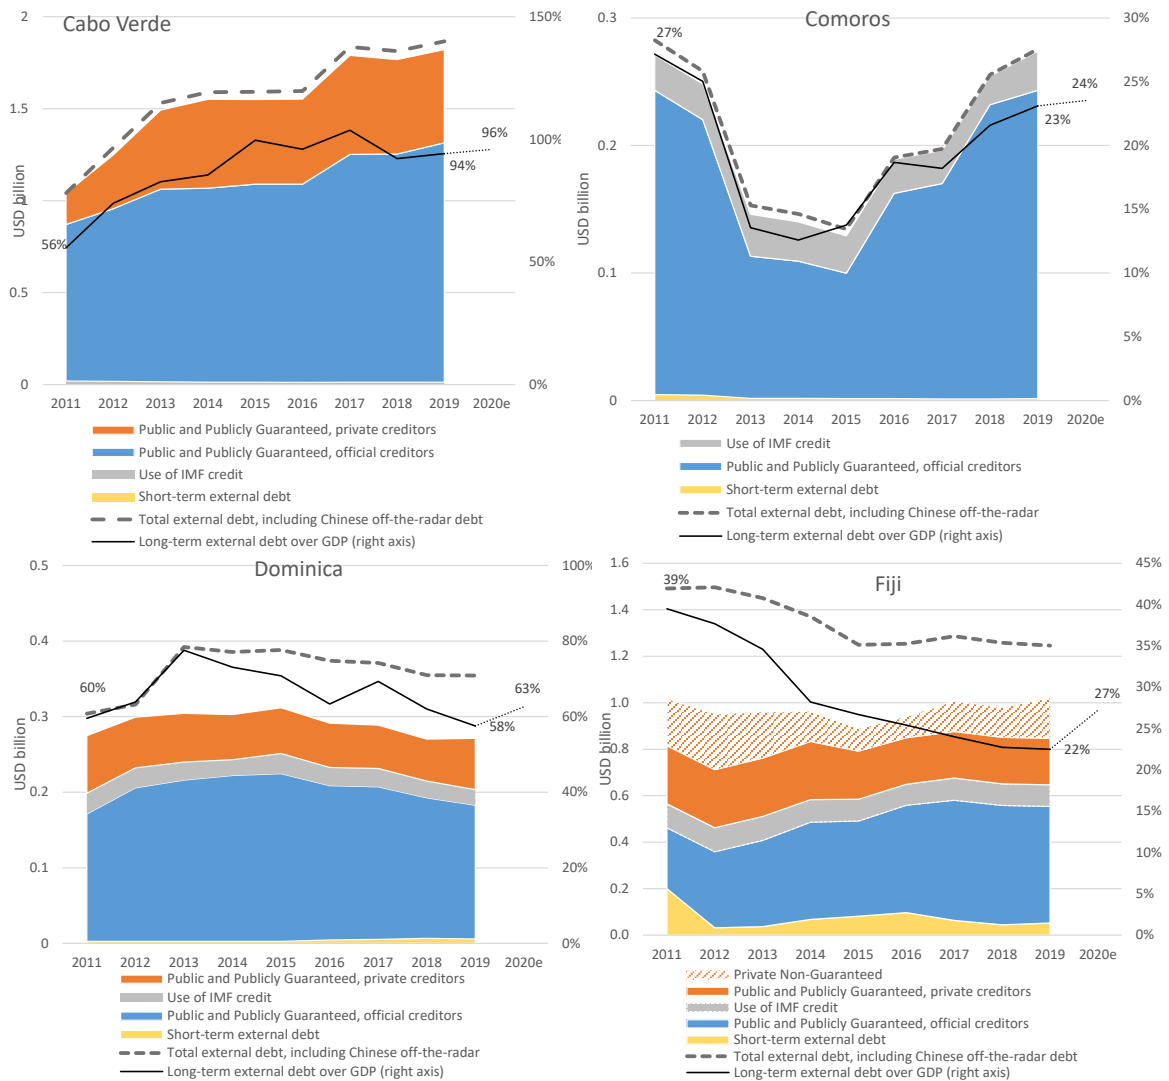 Cabo Verde
2
1.5
1
0.5
0
USD billion
150%
100%
50%
0%
56%
96%
94%
2011 2012 2013 2014 2015 2016 2017 2018 2019 2020e
Public and Publicly Guaranteed, private creditors
Public and Publicly Guaranteed, official creditors
Use of IMF credit
Short-term external debt
Total external debt, including Chinese off-the-radar debt
Long-term external debt over GDP (right axis)
Comoros
0.3
0.2
0.1
0
USD billion
30%
25%
20%
15%
10%
5%
0%
27%
24%
23%
2011 2012 2013 2014 2015 2016 2017 2018 2019 2020e
Use of IMF credit
Public and Publicly Guaranteed, official creditors
Short-term external debt
Total external debt, including Chinese off-the-radar
Long-term external debt over GDP (right axis)
Dominica
0.5
0.4
0.3
0.2
0.1
0
USD billion
100%
80%
60%
40%
20%
0%
60%
63%
58%
2011 2012 2013 2014 2015 2016 2017 2018 2019 2020e
Public and Publicly Guaranteed, private creditors
Use of IMF credit
Public and Publicly Guaranteed, official creditors
Short-term external debt
Total external debt, including Chinese off-the-radar
Long-term external debt over GDP (right axis)
Fiji
1.6
1.4
1.2
1.0
0.8
0.6
0.4
0.2
0.0
USD billion
45%
40%
35%
30%
25%
20%
15%
10%
5%
0%
39%
27%
22%
2011 2012 2013 2014 2015 2016 2017 2018 2019 2020e
Private Non-Guaranteed
Public and Publicly Guaranteed, private creditors
Use of IMF credit
Public and Publicly Guaranteed, official creditors
Short-term external debt
Total external debt, including Chinese off-the-radar debt
Long-term external debt over GDP (right axis)